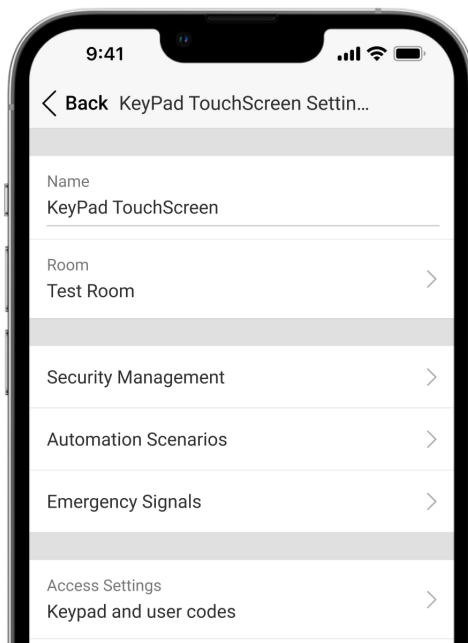 9:41
Back KeyPad TouchScreen Settin...
Name
KeyPad TouchScreen
Room
Test Room
Security Management
Automation Scenarios
Emergency Signals
Access Settings
Keypad and user codes